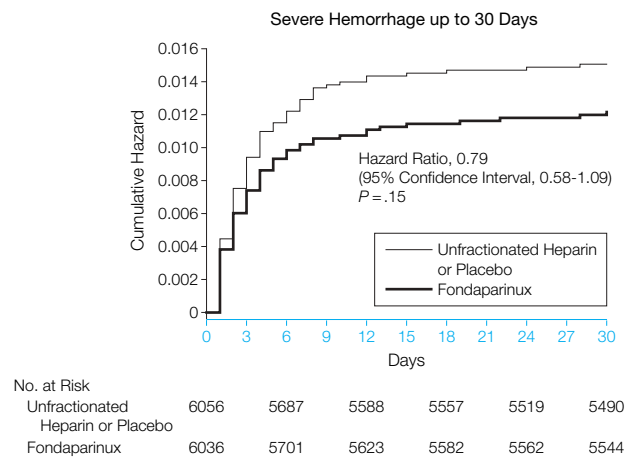 Severe Hemorrhage up to 30 Days
0.016
0.014
0.012
0.010
0.008
0.006
0.004
0.002
0
Cumulative Hazard
Hazard Ratio, 0.79
(95% Confidence Interval, 0.58-1.09)
P = .15
Unfractionated Heparin
or Placebo
Fondaparinux
0 3 6 9 12 15 18 21 24 27 30
Days
No. at Risk
Unfractionated 6056 5687 5588 5557 5519 5490
Heparin or Placebo
Fondaparinux 6036 5701 5623 5582 5562 5544